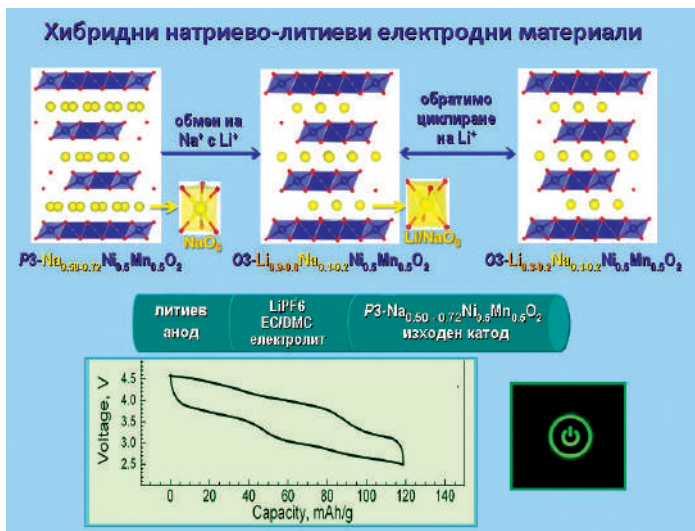 Хибридни натриево-литиеви електродни материали
обмен на
Na⁺ с Li⁺
обратимо
циклиране
на Li⁺
NaO₆
Li/NaO₆
P3-Na₀.₅₀-₀.₇₂Ni₀.₅Mn₀.₅O₂
O3-Li₀.₉-₀.₈Na₀.₁-₀.₂Ni₀.₅Mn₀.₅O₂
O3-Li₀.₃-₀.₂Na₀.₁-₀.₂Ni₀.₅Mn₀.₅O₂
литиев
анод
LiPF6
EC/DMC
електролит
P3-Na₀.₅₀-₀.₇₂Ni₀.₅Mn₀.₅O₂
изходен катод
Voltage, V
4.5
4.0
3.5
3.0
2.5
0 20 40 60 80 100 120 140
Capacity, mAh/g